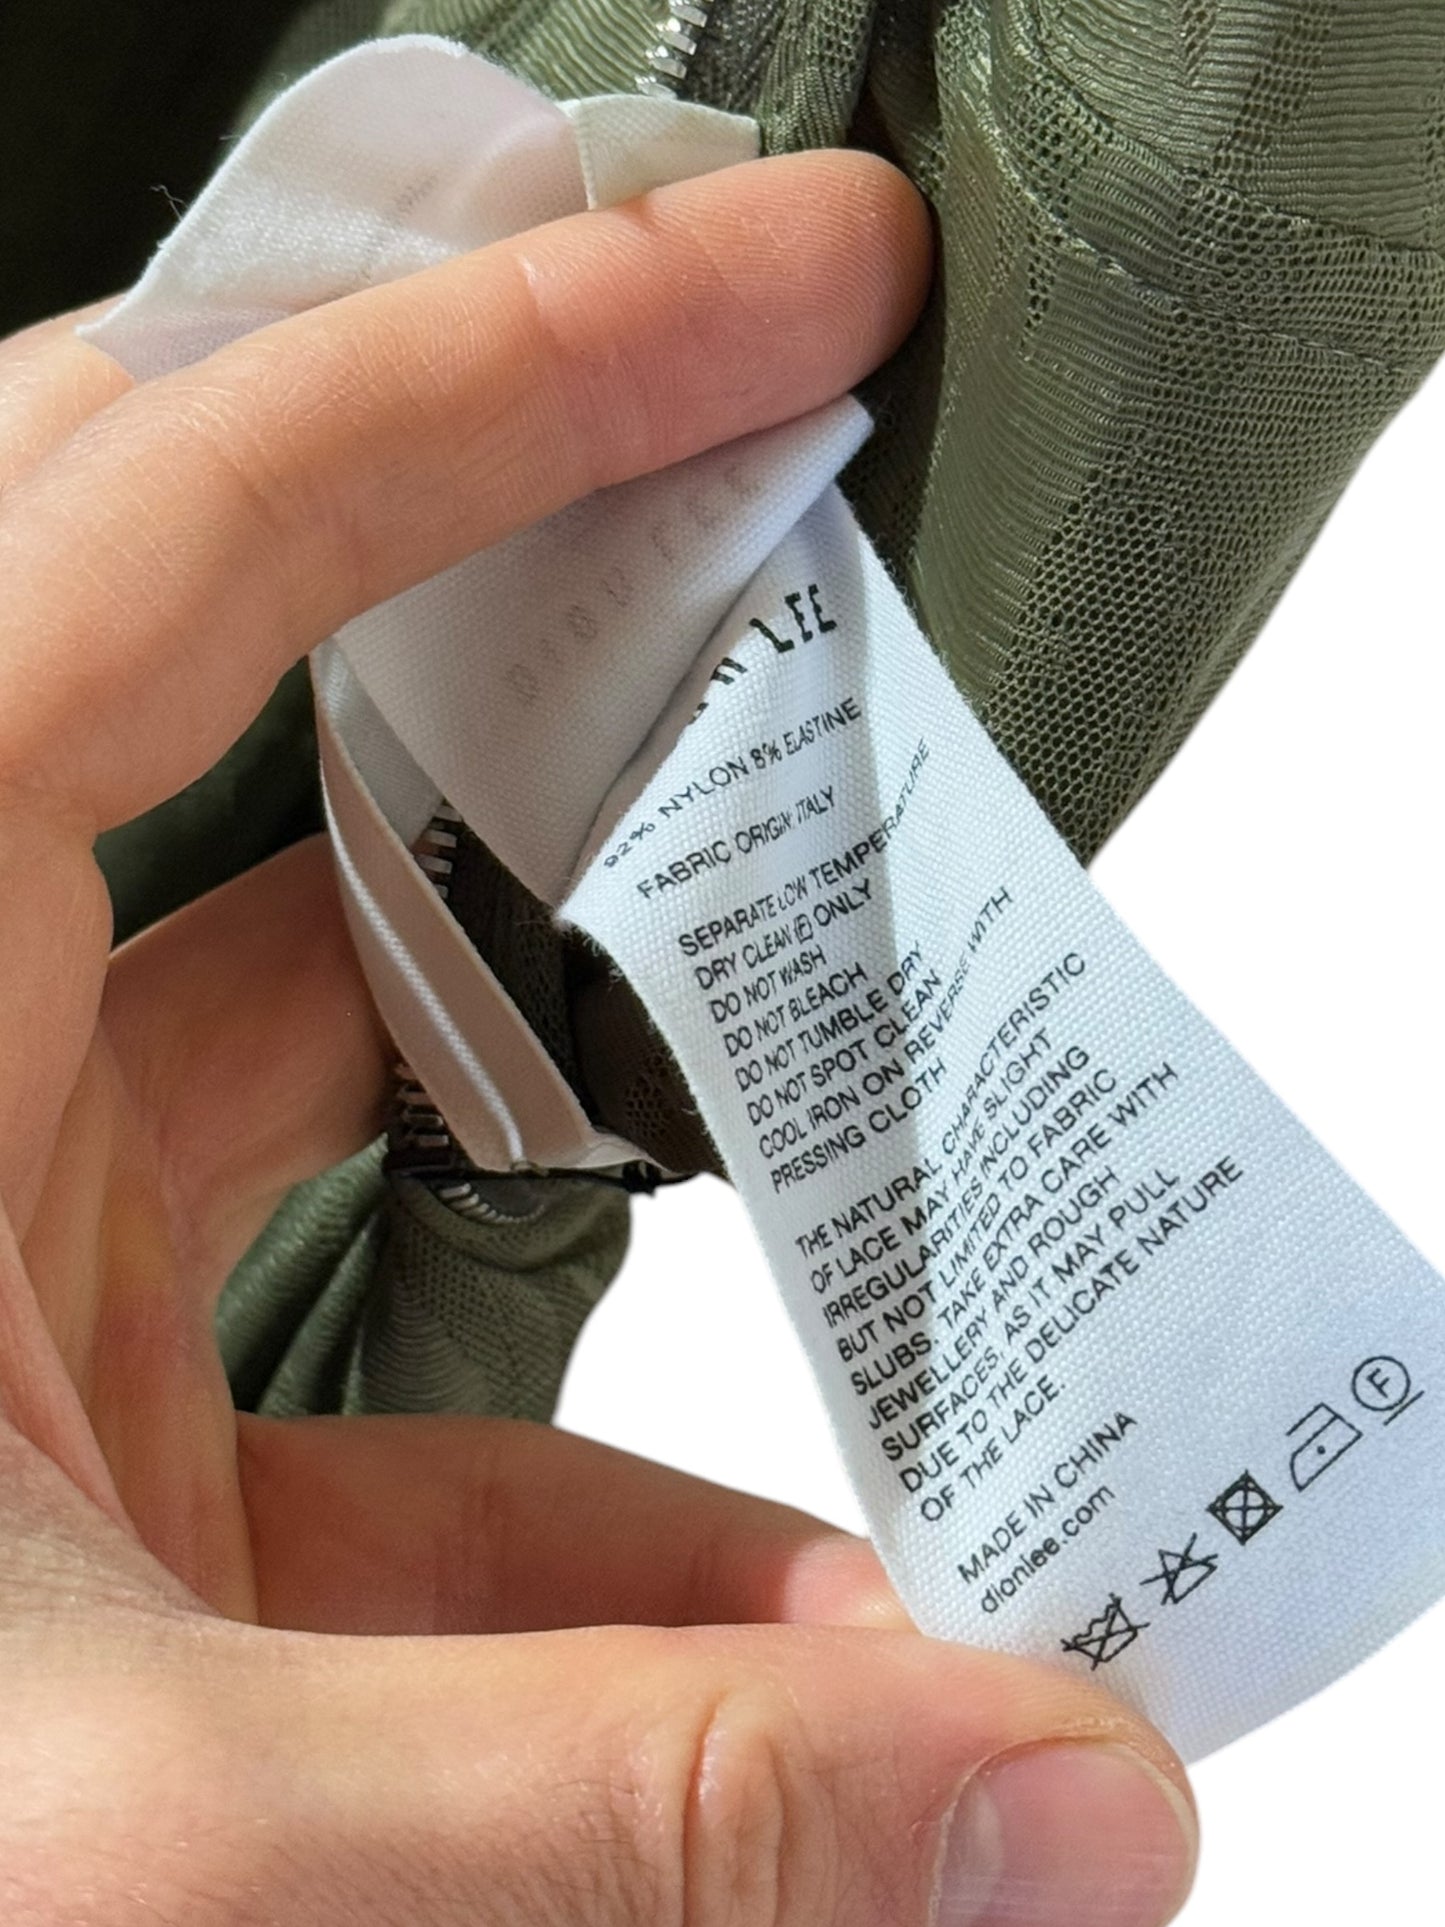 LEE
92% NYLON 8% ELASTINE
FABRIC ORIGIN ITALY
SEPARATE LOW TEMPERATURE
DRY CLEAN (F) ONLY
DO NOT WASH
DO NOT BLEACH
DO NOT TUMBLE DRY
DO NOT SPOT CLEAN
COOL IRON ON REVERSE WITH
PRESSING CLOTH
THE NATURAL CHARACTERISTIC
OF LACE MAY HAVE SLIGHT
IRREGULARITIES INCLUDING
BUT NOT LIMITED TO FABRIC
SLUBS. TAKE EXTRA CARE WITH
JEWELLERY AND ROUGH
SURFACES, AS IT MAY PULL
DUE TO THE DELICATE NATURE
OF THE LACE.
MADE IN CHINA
dionlee.com
F